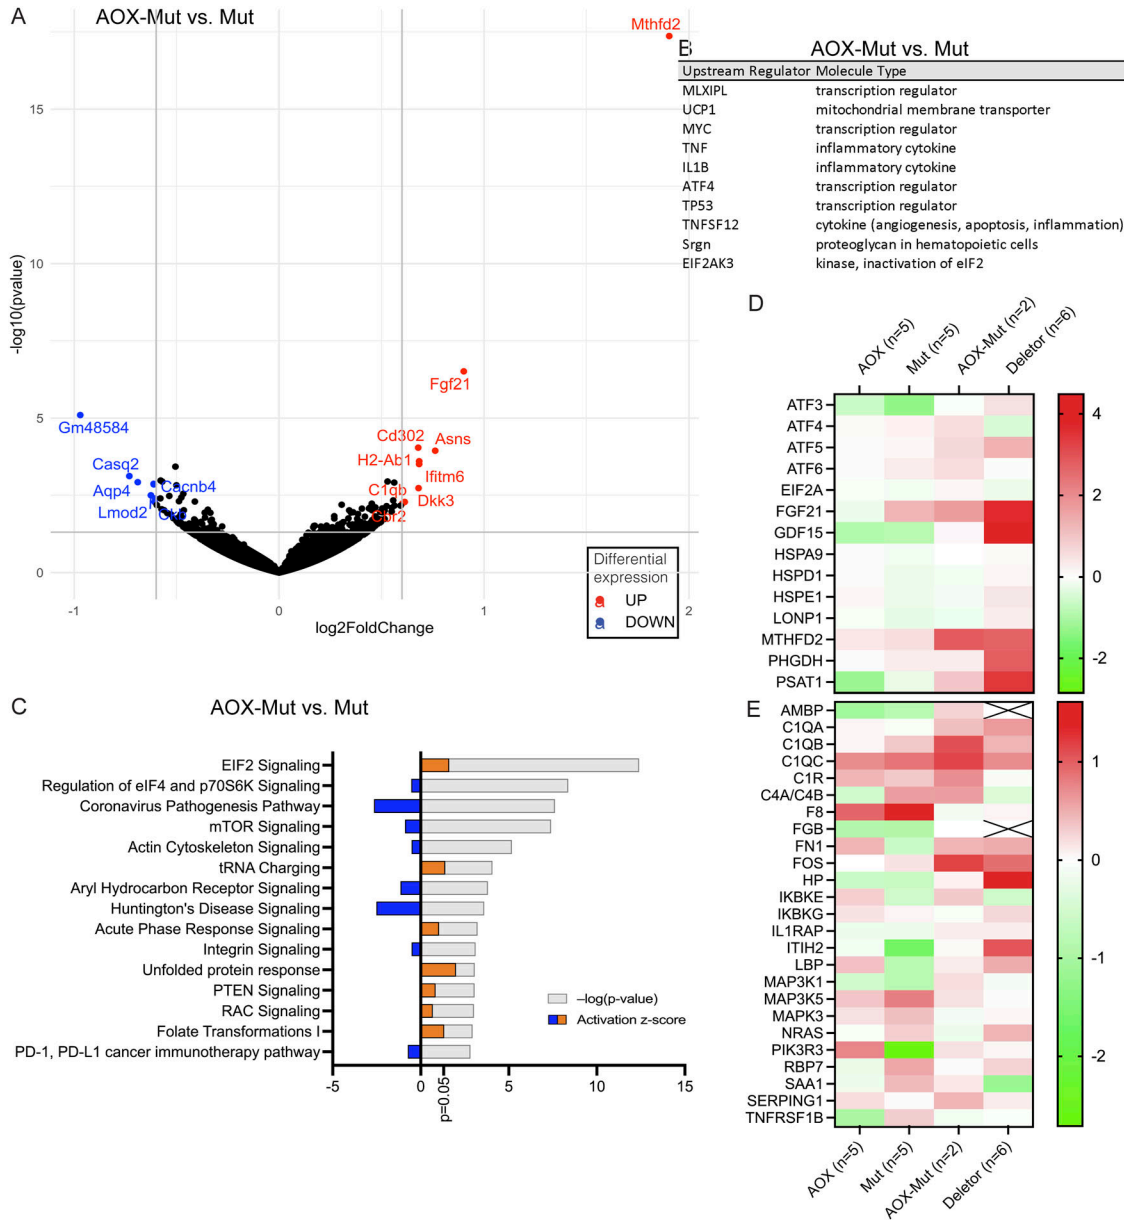 A
AOX-Mut vs. Mut
Mthfd2
15
10
5
0
-log10(pvalue)
Fgf21
Gm48584
Cd302
Asns
Casq2
H2-Ab1
Ifitm6
Aqp4
Cacnb4
C1qb
Dkk3
Lmod2
Cbr2
-1
0
1
2
log2FoldChange
Differential
expression
UP
DOWN
B
AOX-Mut vs. Mut
Upstream Regulator Molecule Type
MLXIPL transcription regulator
UCP1 mitochondrial membrane transporter
MYC transcription regulator
TNF inflammatory cytokine
IL1B inflammatory cytokine
ATF4 transcription regulator
TP53 transcription regulator
TNFSF12 cytokine (angiogenesis, apoptosis, inflammation)
Srgn proteoglycan in hematopoietic cells
EIF2AK3 kinase, inactivation of eIF2
C
AOX-Mut vs. Mut
EIF2 Signaling
Regulation of eIF4 and p70S6K Signaling
Coronavirus Pathogenesis Pathway
mTOR Signaling
Actin Cytoskeleton Signaling
tRNA Charging
Aryl Hydrocarbon Receptor Signaling
Huntington's Disease Signaling
Acute Phase Response Signaling
Integrin Signaling
Unfolded protein response
PTEN Signaling
RAC Signaling
Folate Transformations I
PD-1, PD-L1 cancer immunotherapy pathway
–log(p-value)
Activation z-score
-5
0
5
10
15
p=0.05
D
AOX (n=5)
Mut (n=5)
AOX-Mut (n=2)
Deletor (n=6)
ATF3
ATF4
ATF5
ATF6
EIF2A
FGF21
GDF15
HSPA9
HSPD1
HSPE1
LONP1
MTHFD2
PHGDH
PSAT1
4
2
0
-2
E
AMBP
C1QA
C1QB
C1QC
C1R
C4A/C4B
F8
FGB
FN1
FOS
HP
IKBKE
IKBKG
IL1RAP
ITIH2
LBP
MAP3K1
MAP3K5
MAPK3
NRAS
PIK3R3
RBP7
SAA1
SERPING1
TNFRSF1B
1
0
-1
-2
AOX (n=5)
Mut (n=5)
AOX-Mut (n=2)
Deletor (n=6)